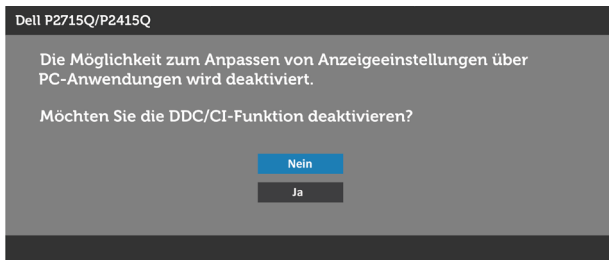 Dell P2715Q/P2415Q
Die Möglichkeit zum Anpassen von Anzeigeeinstellungen über
PC-Anwendungen wird deaktiviert.
Möchten Sie die DDC/CI-Funktion deaktivieren?
Nein
Ja